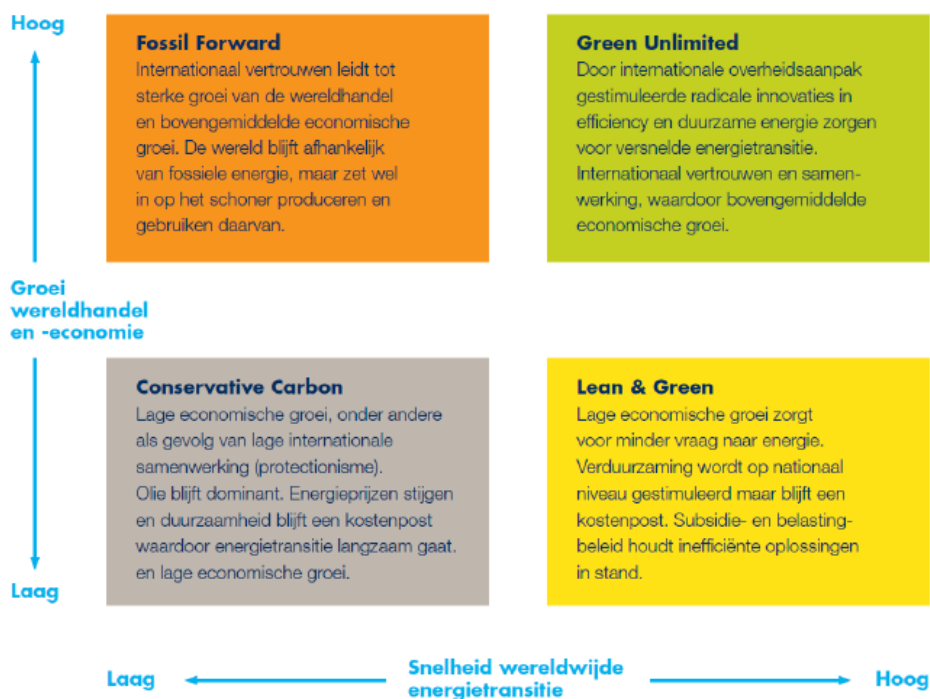 Hoog
Fossil Forward
Internationaal vertrouwen leidt tot
sterke groei van de wereldhandel
en bovengemiddelde economische
groei. De wereld blijft afhankelijk
van fossiele energie, maar zet wel
in op het schoner produceren en
gebruiken daarvan.
Green Unlimited
Door internationale overheidsaanpak
gestimuleerde radicale innovaties in
efficiency en duurzame energie zorgen
voor versnelde energietransitie.
Internationaal vertrouwen en samen-
werking, waardoor bovengemiddelde
economische groei.
Groei
wereldhandel
en -economie
Conservative Carbon
Lage economische groei, onder andere
als gevolg van lage internationale
samenwerking (protectionisme).
Olie blijft dominant. Energieprijzen stijgen
en duurzaamheid blijft een kostenpost
waardoor energietransitie langzaam gaat.
en lage economische groei.
Lean & Green
Lage economische groei zorgt
voor minder vraag naar energie.
Verduurzaming wordt op nationaal
niveau gestimuleerd maar blijft een
kostenpost. Subsidie- en belasting-
beleid houdt inefficiënte oplossingen
in stand.
Laag
Laag
Snelheid wereldwijde
energietransitie
Hoog